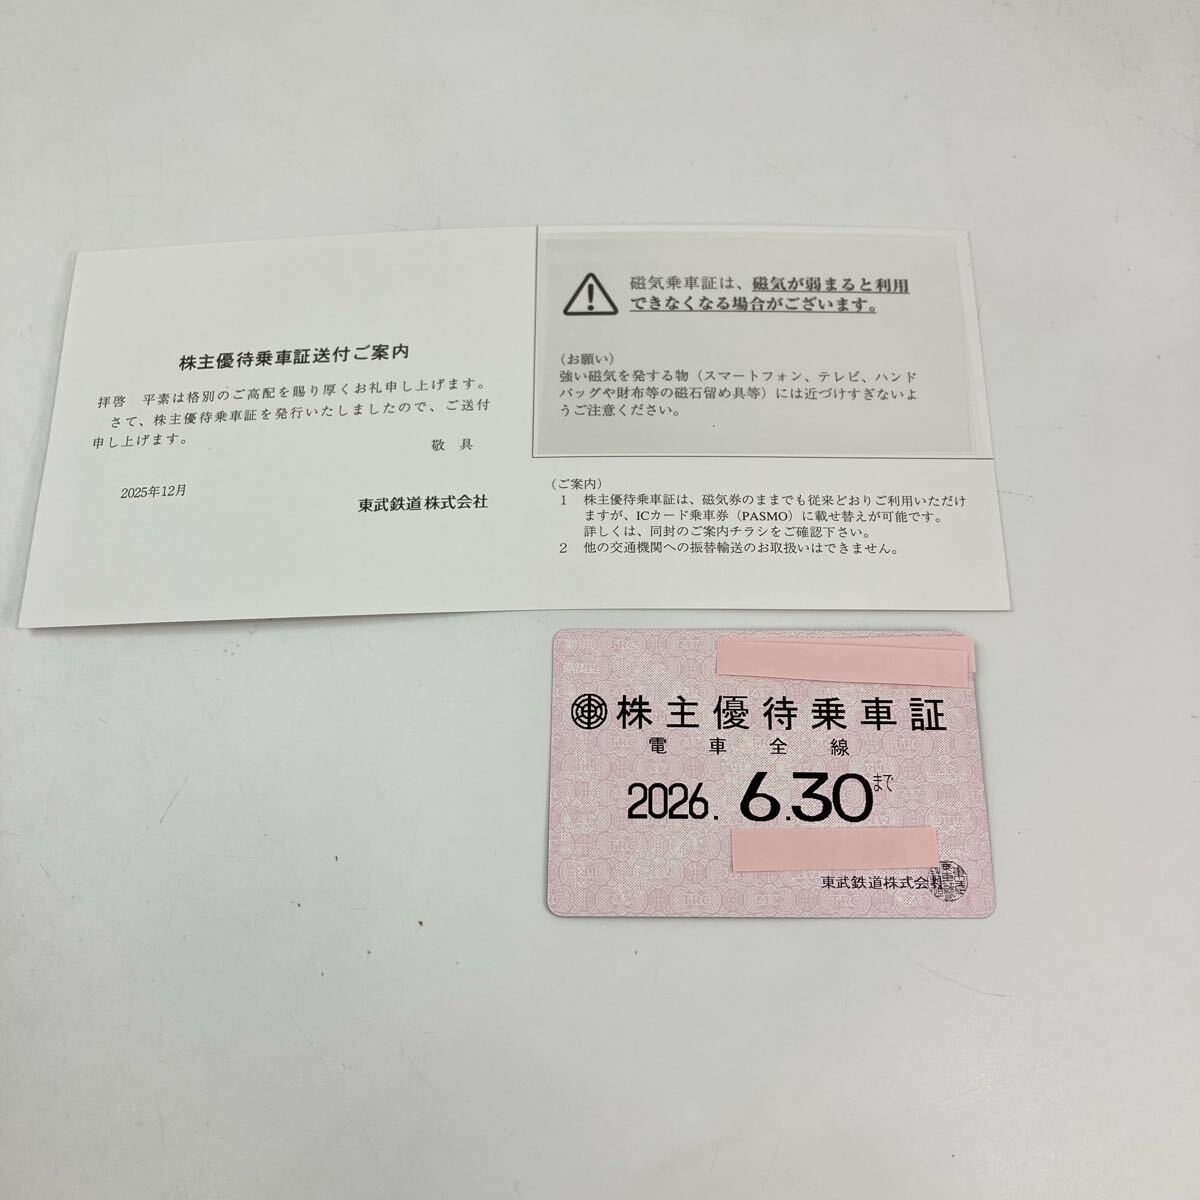 株主優待乗車証送付ご案内
拝啓　平素は格別のご高配を賜り厚くお礼申し上げます。
さて、株主優待乗車証を発行いたしましたので、ご送付
申し上げます。
敬　具
2025年12月
東武鉄道株式会社
磁気乗車証は、磁気が弱まると利用
できなくなる場合がございます。
（お願い）
強い磁気を発する物（スマートフォン、テレビ、ハンド
バッグや財布等の磁石留め具等）には近づけすぎないよ
うご注意ください。
（ご案内）
1　株主優待乗車証は、磁気券のままでも従来どおりご利用いただけ
ますが、ICカード乗車券（PASMO）に載せ替えが可能です。
詳しくは、同封のご案内チラシをご確認下さい。
2　他の交通機関への振替輸送のお取扱いはできません。
株主優待乗車証
電車全線
2026. 6.30まで
東武鉄道株式会